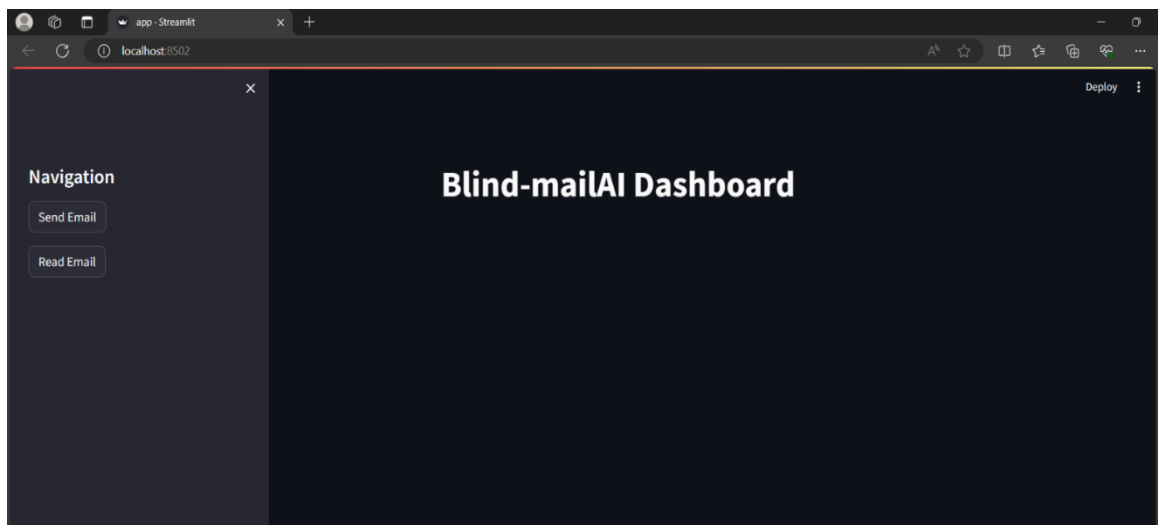 app · Streamlit
localhost:8502
Deploy
Navigation
Blind-mailAI Dashboard
Send Email
Read Email